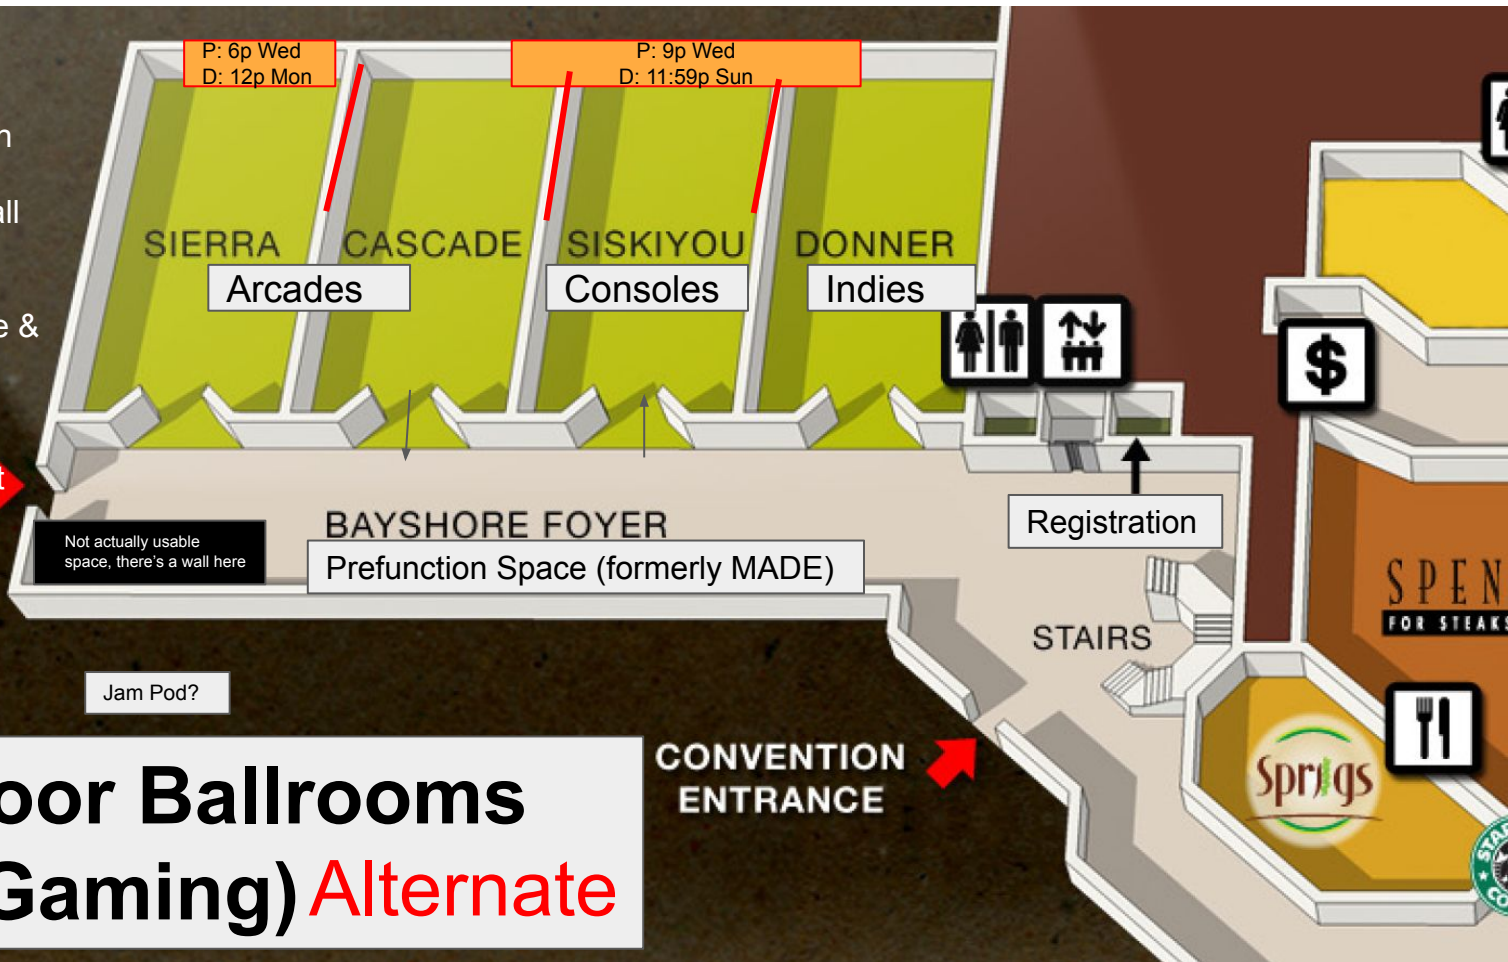 P: 6p Wed
D: 12p Mon
P: 9p Wed
D: 11:59p Sun
SIERRA
CASCADE
SISKIYOU
DONNER
Arcades
Consoles
Indies
e &
$
BAYSHORE FOYER
Prefunction Space (formerly MADE)
Registration
Not actually usable
space, there's a wall here
STAIRS
SPEN
FOR STEAKS
Jam Pod?
CONVENTION
ENTRANCE
Sprigs
oor Ballrooms
Gaming) Alternate